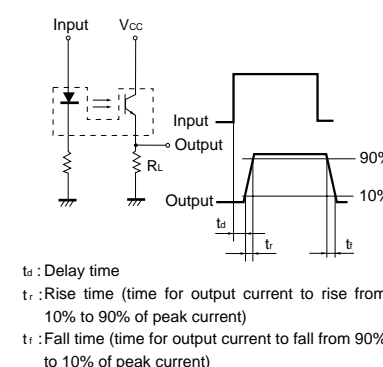 Input
Vcc
Input
Output
RL
90%
Output
10%
td
tr
tf
td : Delay time
tr : Rise time (time for output current to rise from
10% to 90% of peak current)
tf : Fall time (time for output current to fall from 90%
to 10% of peak current)